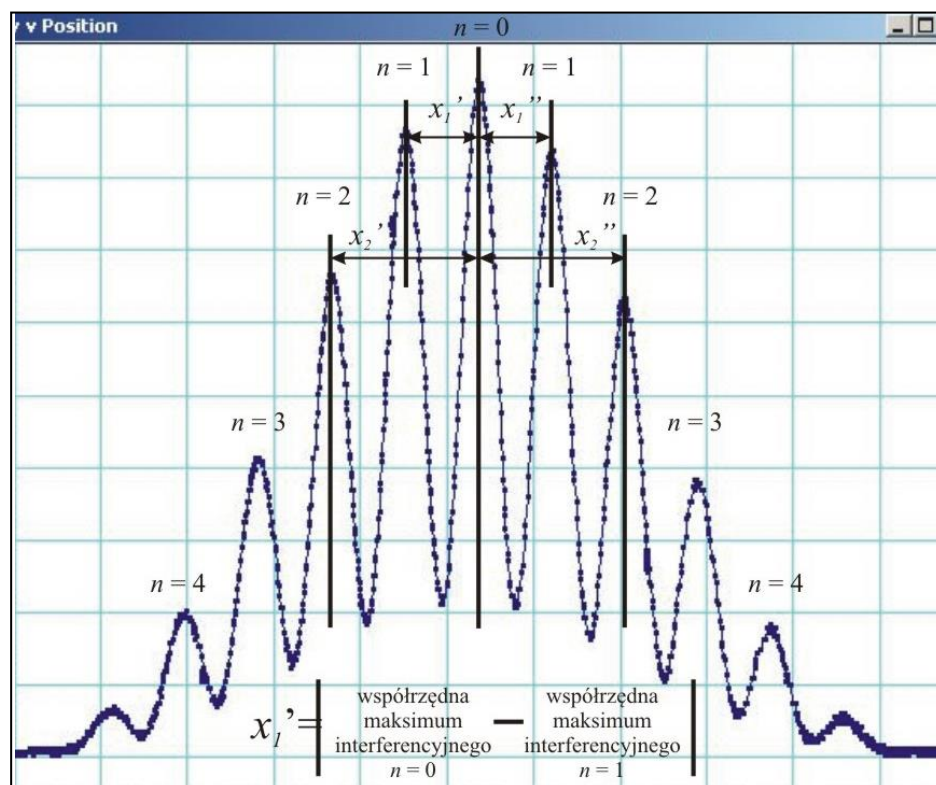 y v Position
n = 0
n = 1
n = 1
x₁’
x₁’’
n = 2
n = 2
x₂’
x₂’’
n = 3
n = 3
n = 4
n = 4
x₁’= | współrzędna maksimum interferencyjnego n = 0 – współrzędna maksimum interferencyjnego n = 1 |